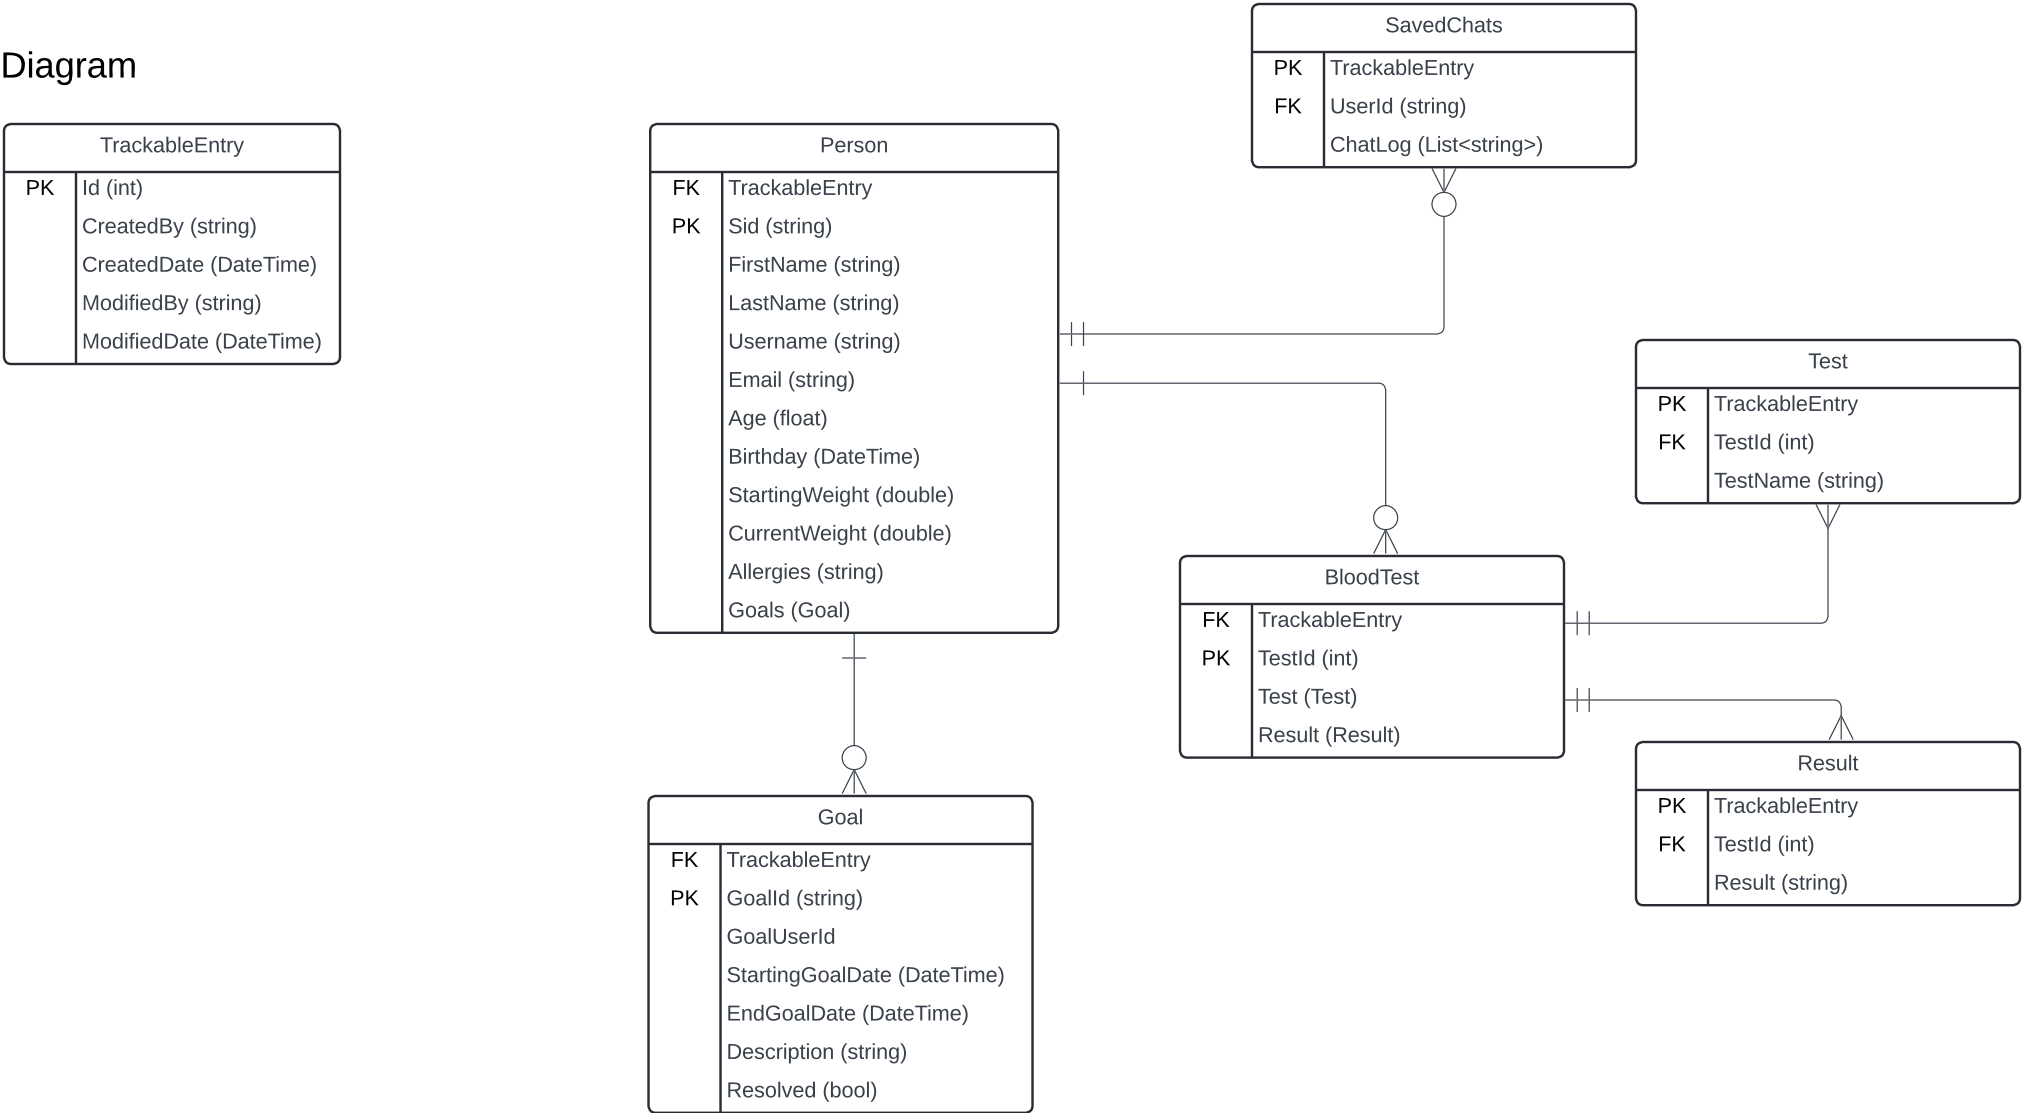 Diagram
TrackableEntry
PK Id (int)
CreatedBy (string)
CreatedDate (DateTime)
ModifiedBy (string)
ModifiedDate (DateTime)
Person
FK TrackableEntry
PK Sid (string)
FirstName (string)
LastName (string)
Username (string)
Email (string)
Age (float)
Birthday (DateTime)
StartingWeight (double)
CurrentWeight (double)
Allergies (string)
Goals (Goal)
Goal
FK TrackableEntry
PK GoalId (string)
GoalUserId
StartingGoalDate (DateTime)
EndGoalDate (DateTime)
Description (string)
Resolved (bool)
SavedChats
PK TrackableEntry
FK UserId (string)
ChatLog (List<string>)
BloodTest
FK TrackableEntry
PK TestId (int)
Test (Test)
Result (Result)
Test
PK TrackableEntry
FK TestId (int)
TestName (string)
Result
PK TrackableEntry
FK TestId (int)
Result (string)